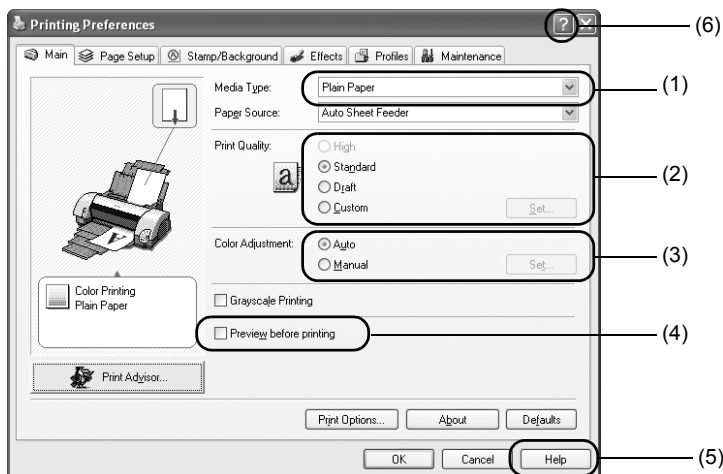 Printing Preferences
? (6)
Main Page Setup Stamp/Background Effects Profiles Maintenance
Media Type: Plain Paper (1)
Paper Source: Auto Sheet Feeder
Print Quality: High
a Standard
Draft (2)
Custom Set...
Color Adjustment: Auto
Manual Set... (3)
Color Printing
Plain Paper
Grayscale Printing
Preview before printing (4)
Print Advisor...
Print Options... About Defaults
OK Cancel Help (5)